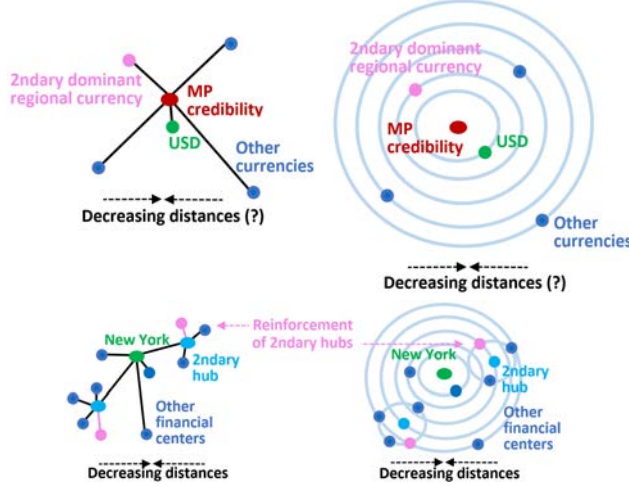 2ndary dominant
regional currency
MP
credibility
USD
Other
currencies
Decreasing distances (?)
2ndary dominant
regional currency
MP
credibility
USD
Other
currencies
Decreasing distances (?)
Reinforcement
of 2ndary hubs
New York
2ndary
hub
Other
financial
centers
Decreasing distances
New York
2ndary
hub
Other
financial
centers
Decreasing distances